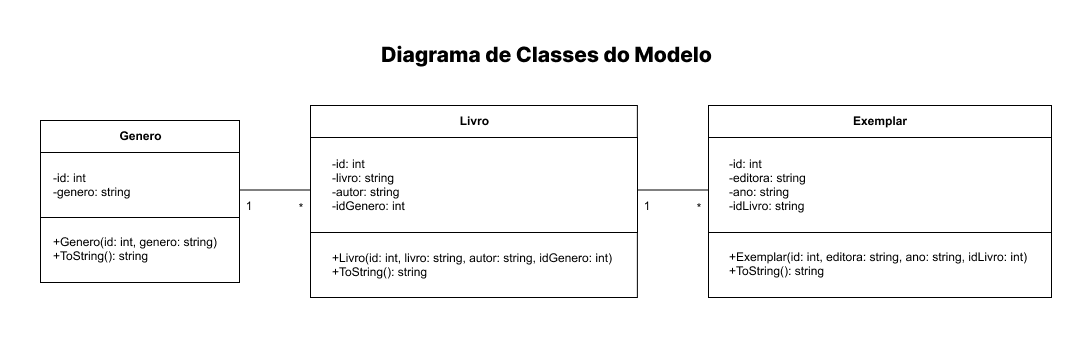 Diagrama de Classes do Modelo
Genero
-id: int
-genero: string
+Genero(id: int, genero: string)
+ToString(): string
1
*
Livro
-id: int
-livro: string
-autor: string
-idGenero: int
+Livro(id: int, livro: string, autor: string, idGenero: int)
+ToString(): string
1
*
Exemplar
-id: int
-editora: string
-ano: string
-idLivro: string
+Exemplar(id: int, editora: string, ano: string, idLivro: int)
+ToString(): string